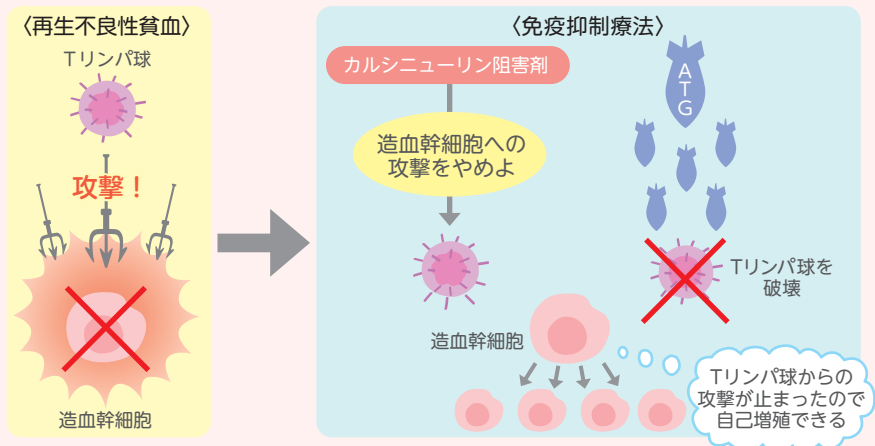 〈再生不良性貧血〉
Tリンパ球
攻撃！
造血幹細胞
〈免疫抑制療法〉
カルシニューリン阻害剤
造血幹細胞への
攻撃をやめよ
ATG
Tリンパ球を
破壊
造血幹細胞
Tリンパ球からの
攻撃が止まったので
自己増殖できる